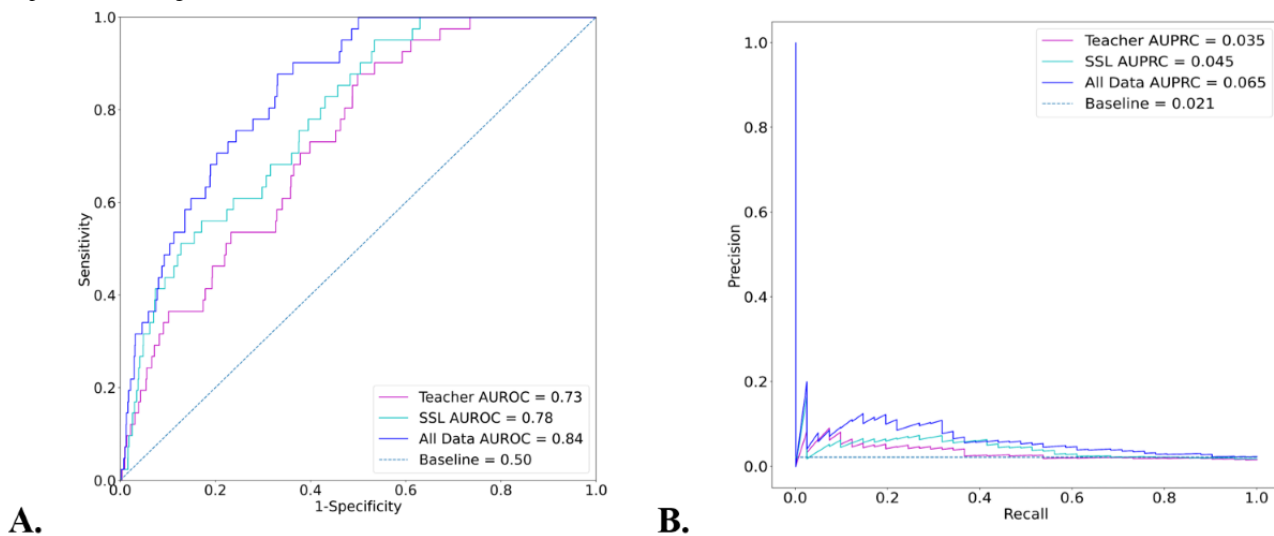 1.0
0.8
0.6
0.4
0.2
0.0
Sensitivity
0.0 0.2 0.4 0.6 0.8 1.0
1-Specificity
Teacher AUROC = 0.73
SSL AUROC = 0.78
All Data AUROC = 0.84
Baseline = 0.50
A.
1.0
0.8
0.6
0.4
0.2
0.0
Precision
0.0 0.2 0.4 0.6 0.8 1.0
Recall
Teacher AUPRC = 0.035
SSL AUPRC = 0.045
All Data AUPRC = 0.065
Baseline = 0.021
B.